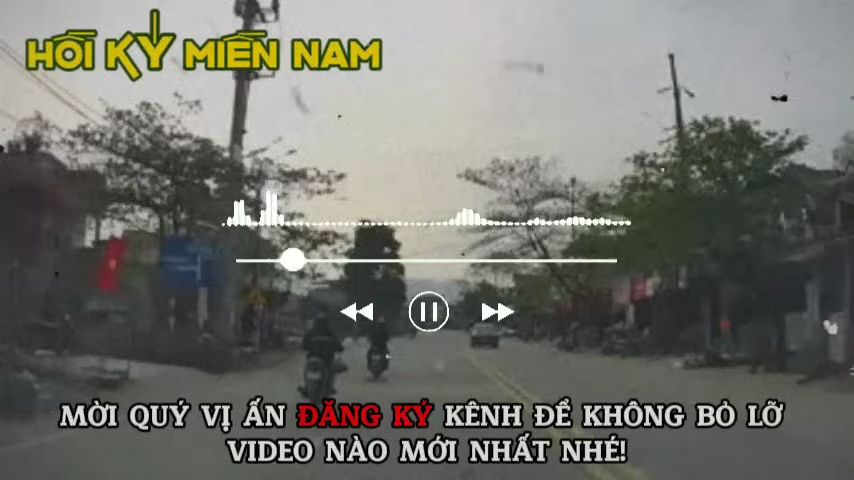 HỒI KÝ MIỀN NAM
MỜI QUÝ VỊ ẤN ĐĂNG KÝ KÊNH ĐỂ KHÔNG BỎ LỠ
VIDEO NÀO MỚI NHẤT NHÉ!